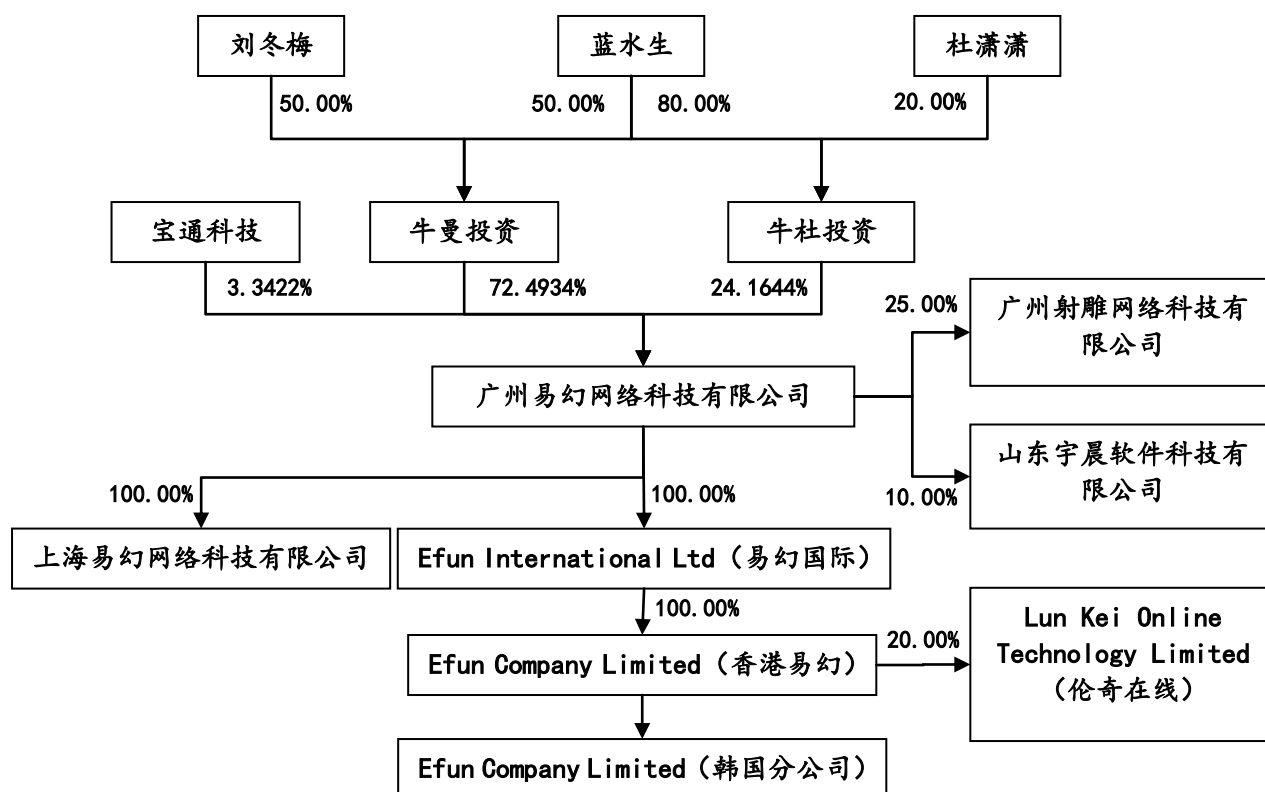 刘冬梅
蓝水生
杜潇潇
50.00%
50.00%
80.00%
20.00%
宝通科技
牛曼投资
牛杜投资
3.3422%
72.4934%
24.1644%
25.00%
广州射雕网络科技有
限公司
广州易幻网络科技有限公司
山东宇晨软件科技有
限公司
10.00%
100.00%
100.00%
上海易幻网络科技有限公司
Efun International Ltd（易幻国际）
100.00%
Efun Company Limited（香港易幻）
20.00%
Lun Kei Online
Technology Limited
（伦奇在线）
Efun Company Limited（韩国分公司）